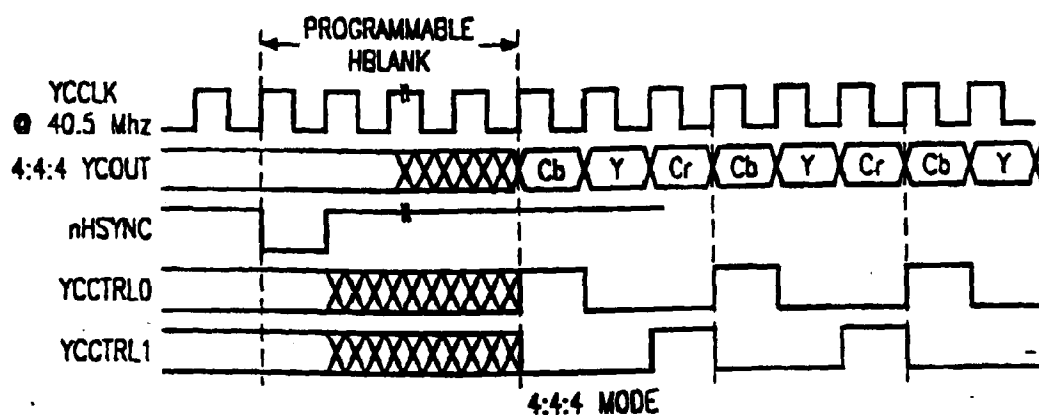 PROGRAMMABLE
HBLANK
YCCLK
@ 40.5 Mhz
4:4:4 YCOUT
Cb Y Cr Cb Y Cr Cb Y
nHSYNC
YCCTRL0
YCCTRL1
4:4:4 MODE